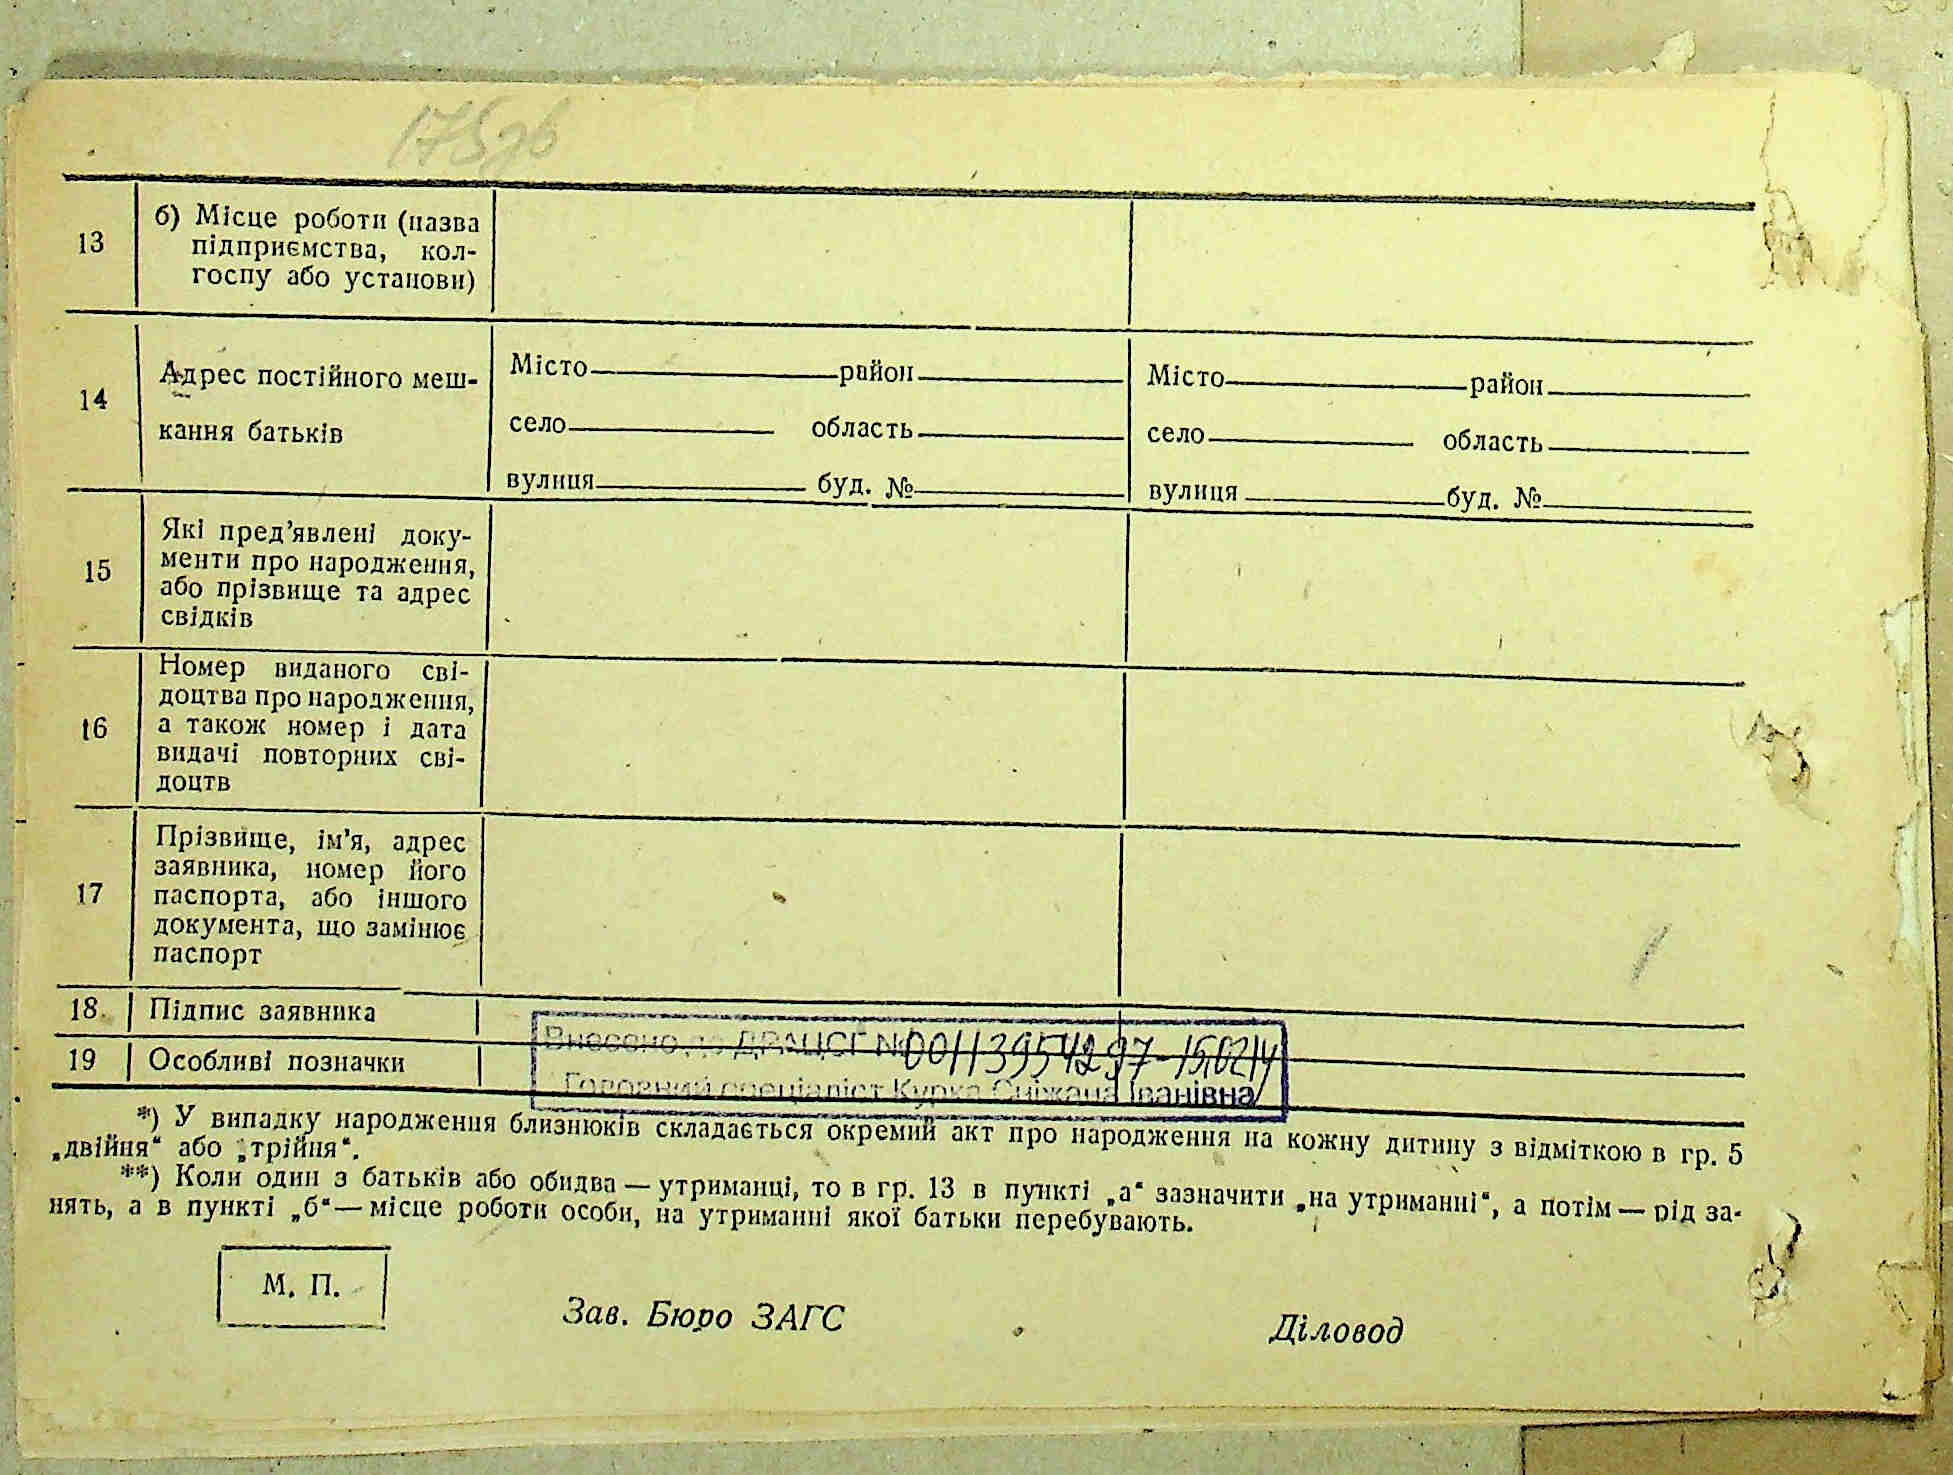 175зв
13
б) Місце роботи (назва
підприємства, кол-
госпу або установи)
14
Адрес постійного меш-
кання батьків
Місто район
село область
вулиця буд. №
Місто район
село область
вулиця буд. №
15
Які пред’явлені доку-
менти про народження,
або прізвище та адрес
свідків
16
Номер виданого сві-
доцтва про народження,
а також номер і дата
видачі повторних сві-
доцтв
17
Прізвище, ім’я, адрес
заявника, номер його
паспорта, або іншого
документа, що замінює
паспорт
18. Підпис заявника
19 Особливі позначки
Внесено до ДРАЦСГ №00113954297-15.02.14
Головний спеціаліст Курка Сніжана Іванівна
*) У випадку народження близнюків складається окремий акт про народження на кожну дитину з відміткою в гр. 5
„двійня“ або „трійня“.
**) Коли один з батьків або обидва — утриманці, то в гр. 13 в пункті „а“ зазначити „на утриманні“, а потім — рід за-
нять, а в пункті „б“ — місце роботи особи, на утриманні якої батьки перебувають.
М. П.
Зав. Бюро ЗАГС
Діловод